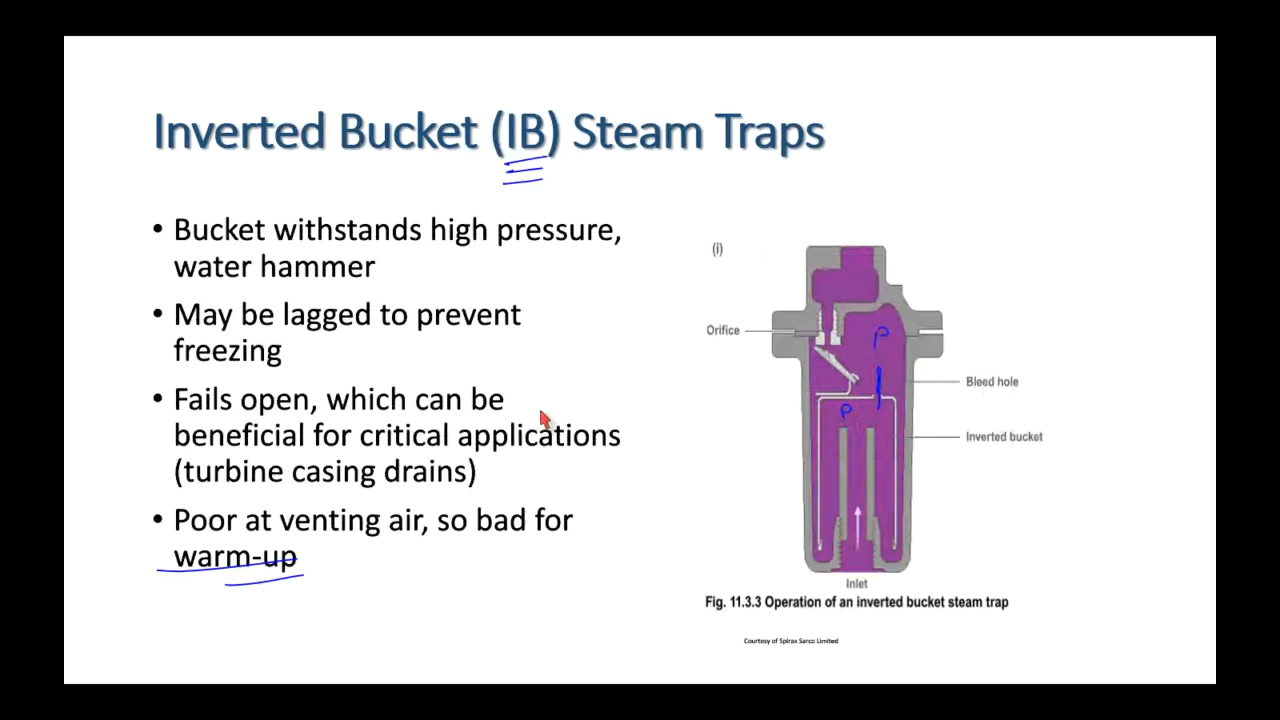 Inverted Bucket (IB) Steam Traps
• Bucket withstands high pressure,
water hammer
• May be lagged to prevent
freezing
• Fails open, which can be
beneficial for critical applications
(turbine casing drains)
• Poor at venting air, so bad for
warm-up
(i)
Orifice
P
Bleed hole
P
Inverted bucket
Inlet
Fig. 11.3.3 Operation of an inverted bucket steam trap
Courtesy of Spirax Sarco Limited